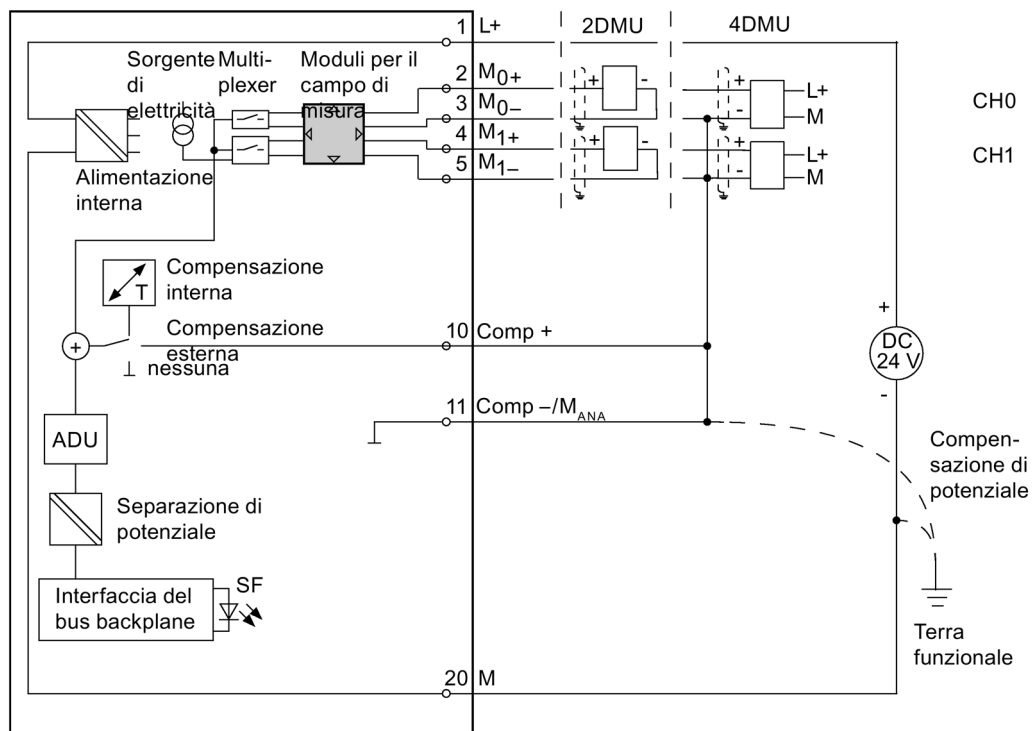 1 L+
2DMU
4DMU
Sorgente
di
elettricità
Multi-
plexer
Moduli per il
campo di
misura
2 M0+
3 M0–
4 M1+
5 M1–
+ -
+ -
+ L+
- M
CH0
+ L+
- M
CH1
Alimentazione
interna
T
Compensazione
interna
Compensazione
esterna
nessuna
+
10 Comp +
+
DC
24 V
-
11 Comp –/MANA
ADU
Compen-
sazione di
potenziale
Separazione di
potenziale
Interfaccia del
bus backplane
SF
Terra
funzionale
20 M